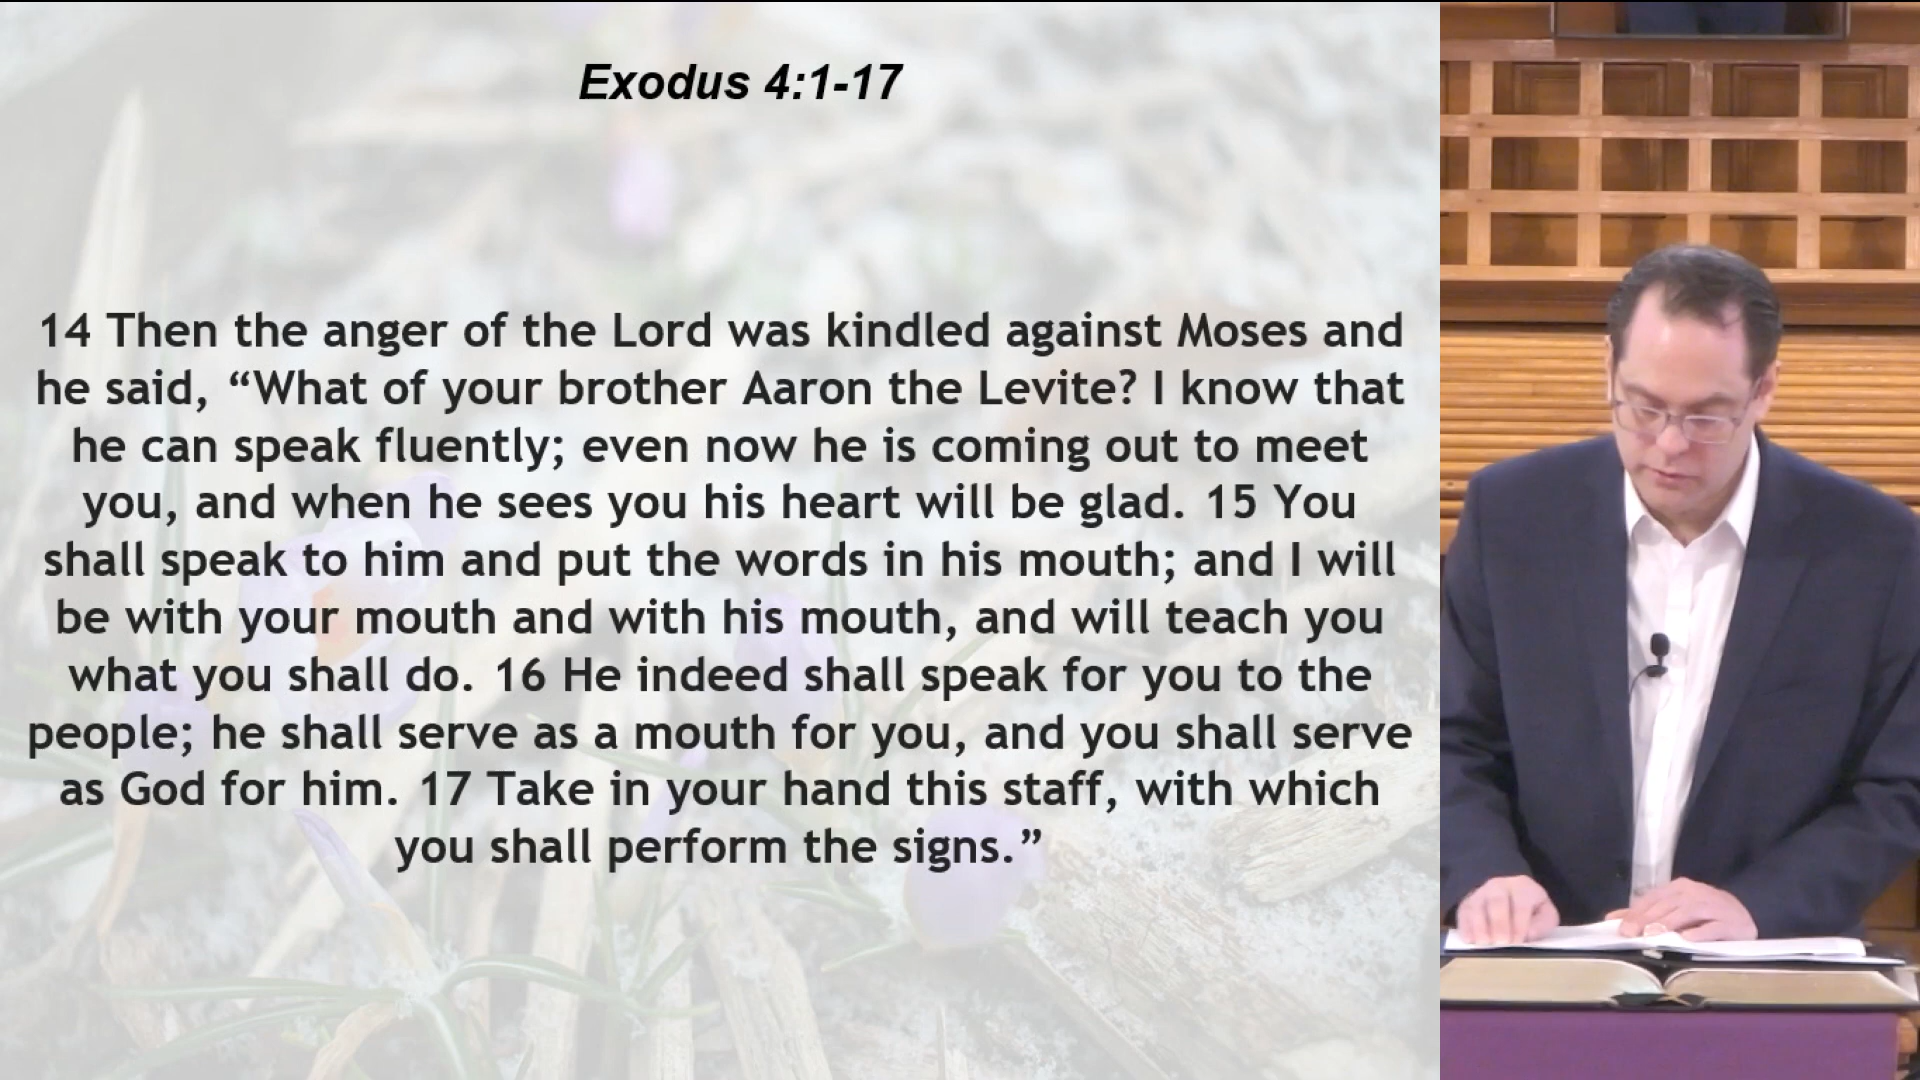 Exodus 4:1-17
14 Then the anger of the Lord was kindled against Moses and
he said, “What of your brother Aaron the Levite? I know that
he can speak fluently; even now he is coming out to meet
you, and when he sees you his heart will be glad. 15 You
shall speak to him and put the words in his mouth; and I will
be with your mouth and with his mouth, and will teach you
what you shall do. 16 He indeed shall speak for you to the
people; he shall serve as a mouth for you, and you shall serve
as God for him. 17 Take in your hand this staff, with which
you shall perform the signs.”